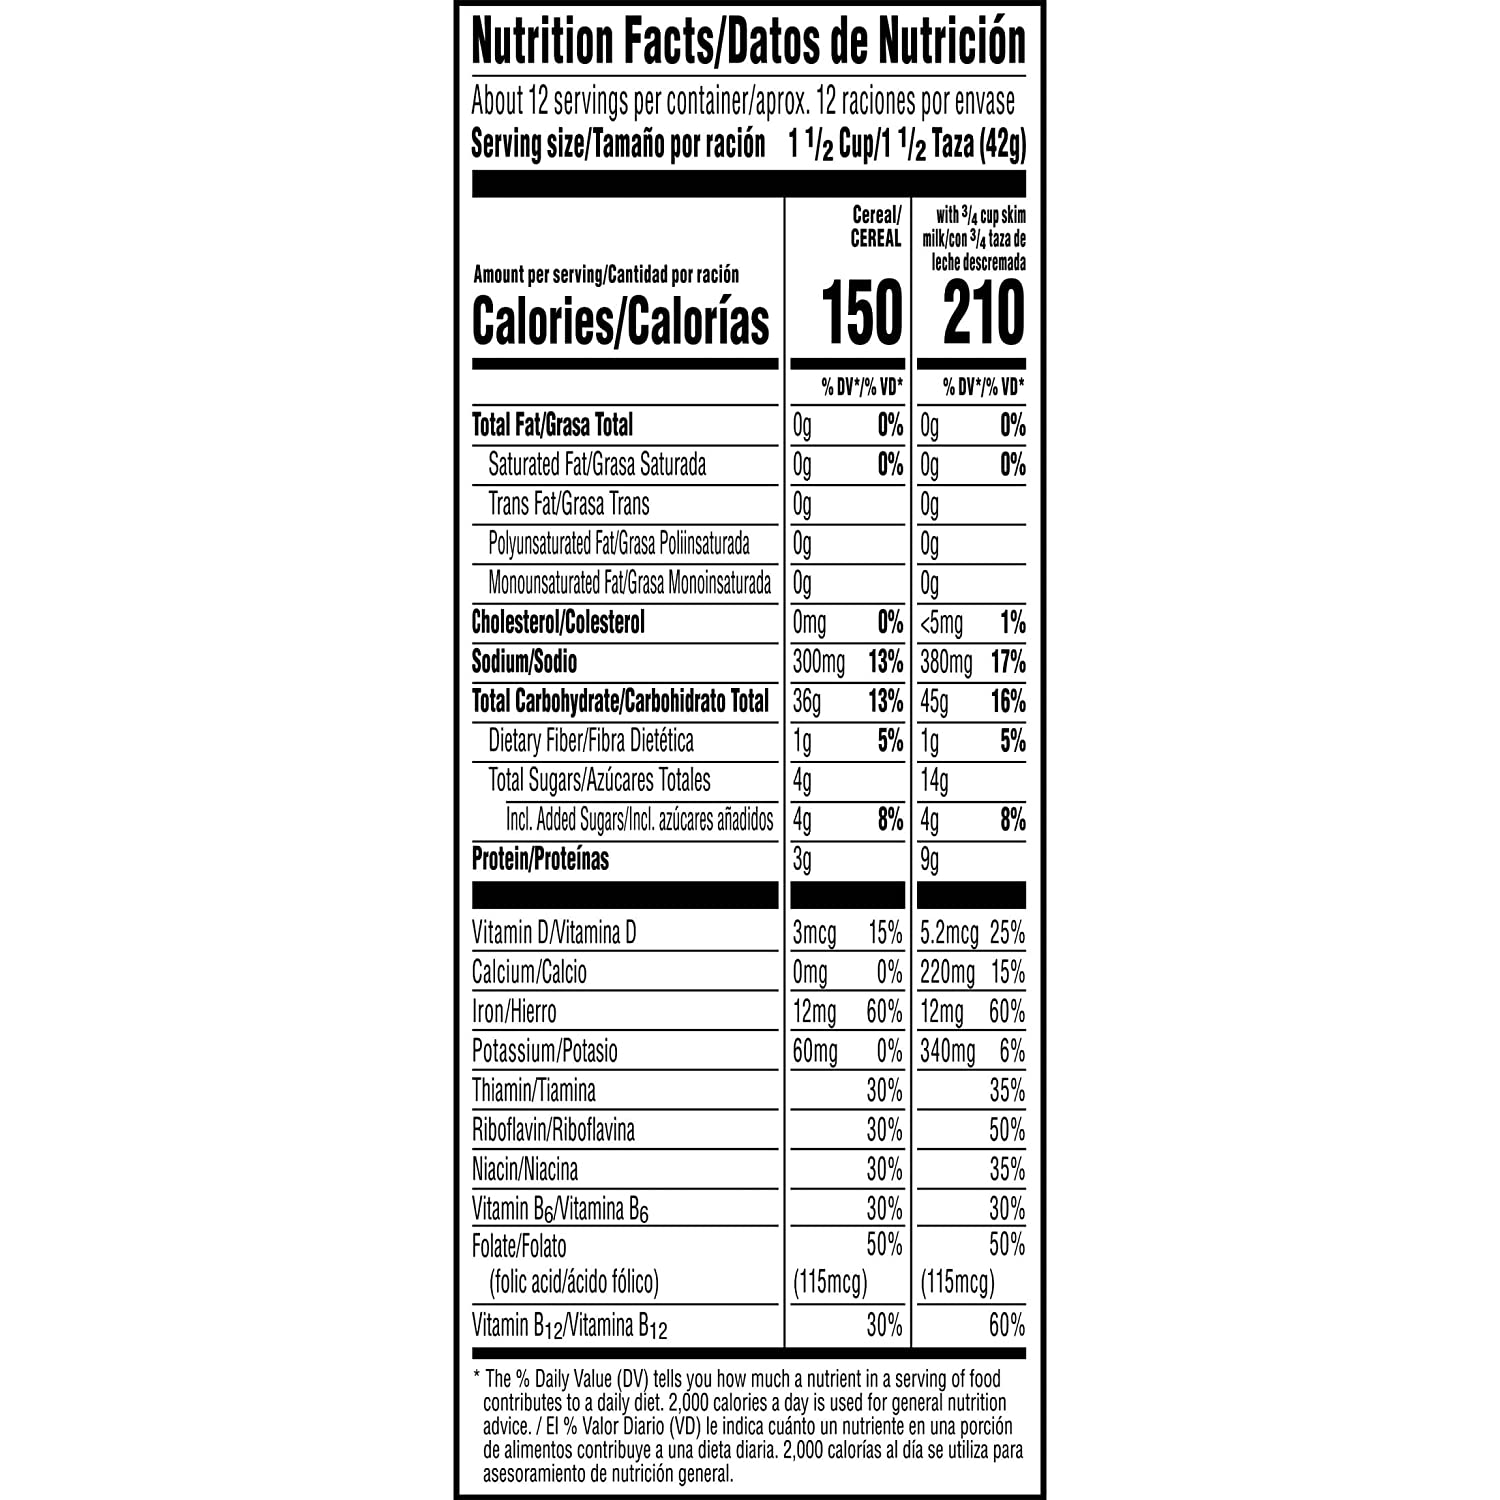 Nutrition Facts/Datos de Nutrición
About 12 servings per container/aprox. 12 raciones por envase
Serving size/Tamaño por ración 1 1/2 Cup/1 1/2 Taza (42g)
Cereal/
CEREAL
with 3/4 cup skim
milk/con 3/4 taza de
leche descremada
Amount per serving/Cantidad por ración
Calories/Calorías 150 210
% DV*/% VD* % DV*/% VD*
Total Fat/Grasa Total 0g 0% 0g 0%
Saturated Fat/Grasa Saturada 0g 0% 0g 0%
Trans Fat/Grasa Trans 0g 0g
Polyunsaturated Fat/Grasa Poliinsaturada 0g 0g
Monounsaturated Fat/Grasa Monoinsaturada 0g 0g
Cholesterol/Colesterol 0mg 0% <5mg 1%
Sodium/Sodio 300mg 13% 380mg 17%
Total Carbohydrate/Carbohidrato Total 36g 13% 45g 16%
Dietary Fiber/Fibra Dietética 1g 5% 1g 5%
Total Sugars/Azúcares Totales 4g 14g
Incl. Added Sugars/Incl. azúcares añadidos 4g 8% 4g 8%
Protein/Proteínas 3g 9g
Vitamin D/Vitamina D 3mcg 15% 5.2mcg 25%
Calcium/Calcio 0mg 0% 220mg 15%
Iron/Hierro 12mg 60% 12mg 60%
Potassium/Potasio 60mg 0% 340mg 6%
Thiamin/Tiamina 30% 35%
Riboflavin/Riboflavina 30% 50%
Niacin/Niacina 30% 35%
Vitamin B6/Vitamina B6 30% 30%
Folate/Folato 50% 50%
(folic acid/ácido fólico) (115mcg) (115mcg)
Vitamin B12/Vitamina B12 30% 60%
* The % Daily Value (DV) tells you how much a nutrient in a serving of food
contributes to a daily diet. 2,000 calories a day is used for general nutrition
advice. / El % Valor Diario (VD) le indica cuánto un nutriente en una porción
de alimentos contribuye a una dieta diaria. 2,000 calorías al día se utiliza para
asesoramiento de nutrición general.